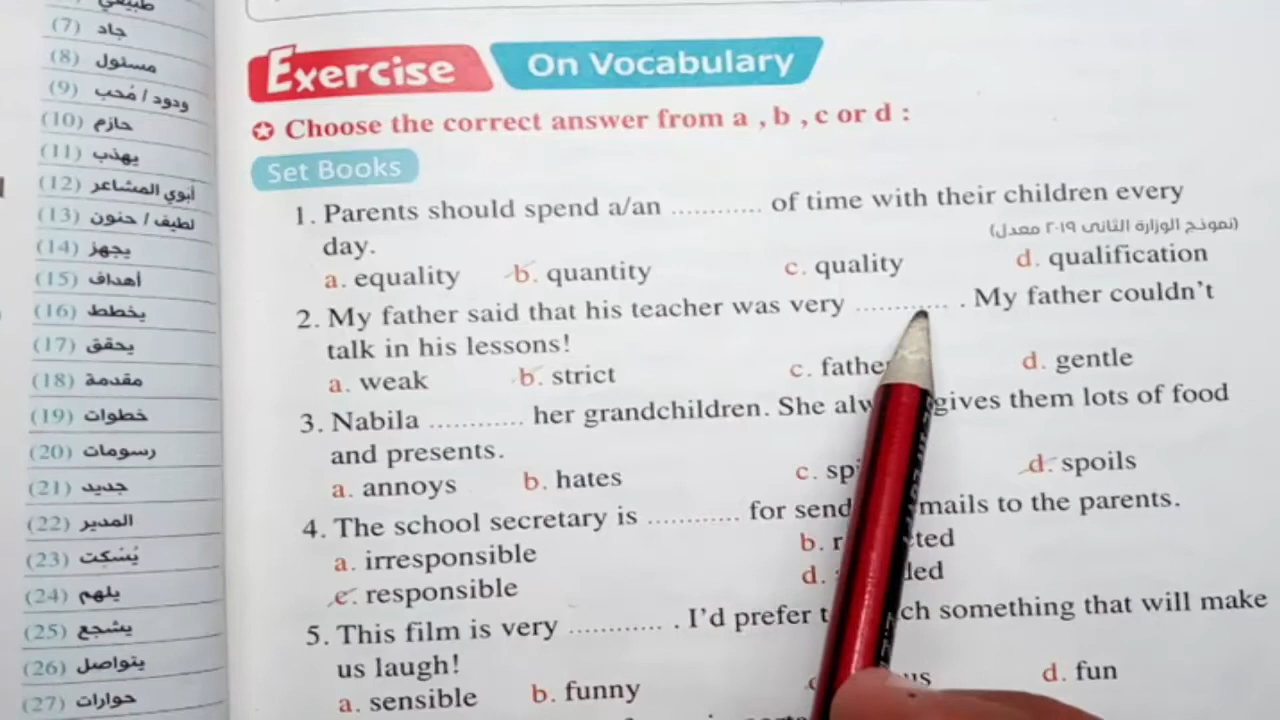 طبيعي
(7) جاد
(8) مسئول
(9) ودود / مُحب
(10) حازم
(11) يهذب
(12) أبوي المشاعر
(13) لطيف / حنون
(14) يجهز
(15) أهداف
(16) يخطط
(17) يحقق
(18) مقدمة
(19) خطوات
(20) رسومات
(21) جديد
(22) المدير
(23) يُسْكِت
(24) يلهم
(25) يشجع
(26) يتواصل
(27) حوارات
Exercise On Vocabulary
Choose the correct answer from a , b , c or d :
Set Books
1. Parents should spend a/an ............ of time with their children every
day.
(نموذج الوزارة الثانى ٢٠١٩ معدل)
a. equality b. quantity c. quality d. qualification
2. My father said that his teacher was very ............ . My father couldn't
talk in his lessons!
a. weak b. strict c. d. gentle
3. Nabila ............ her grandchildren. She gives them lots of food
and presents.
a. annoys b. hates c. d. spoils
4. The school secretary is ............ for mails to the parents.
a. irresponsible b.
c. responsible d.
5. This film is very ............ . I'd prefer something that will make
us laugh!
a. sensible b. funny d. fun